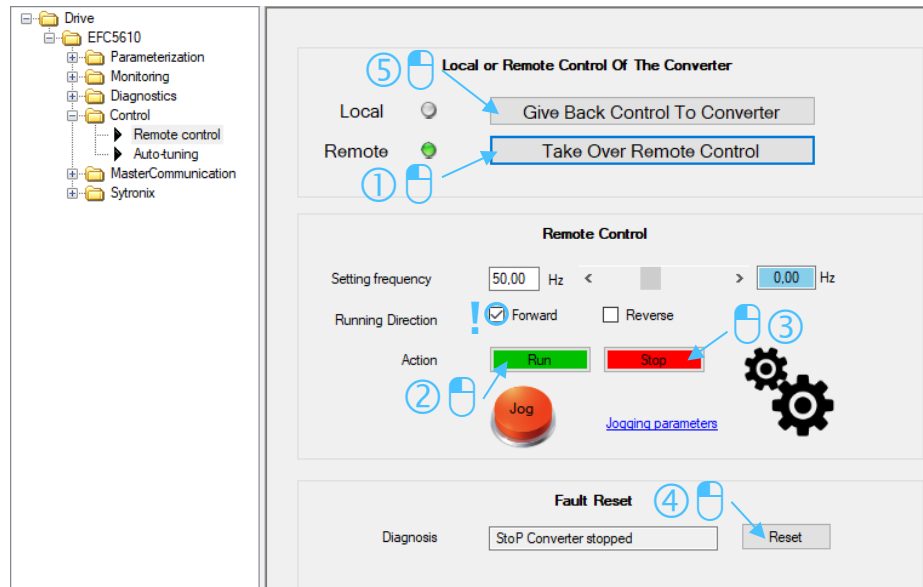 Drive
EFC5610
Parameterization
Monitoring
Diagnostics
Control
Remote control
Auto-tuning
MasterCommunication
Sytronix
Local or Remote Control Of The Converter
⑤
Local
Give Back Control To Converter
Remote
Take Over Remote Control
①
Remote Control
Setting frequency 50,00 Hz < > 0,00 Hz
Running Direction ! Forward Reverse
③
Action Run Stop
②
Jog
Jogging parameters
Fault Reset ④
Diagnosis StoP Converter stopped Reset